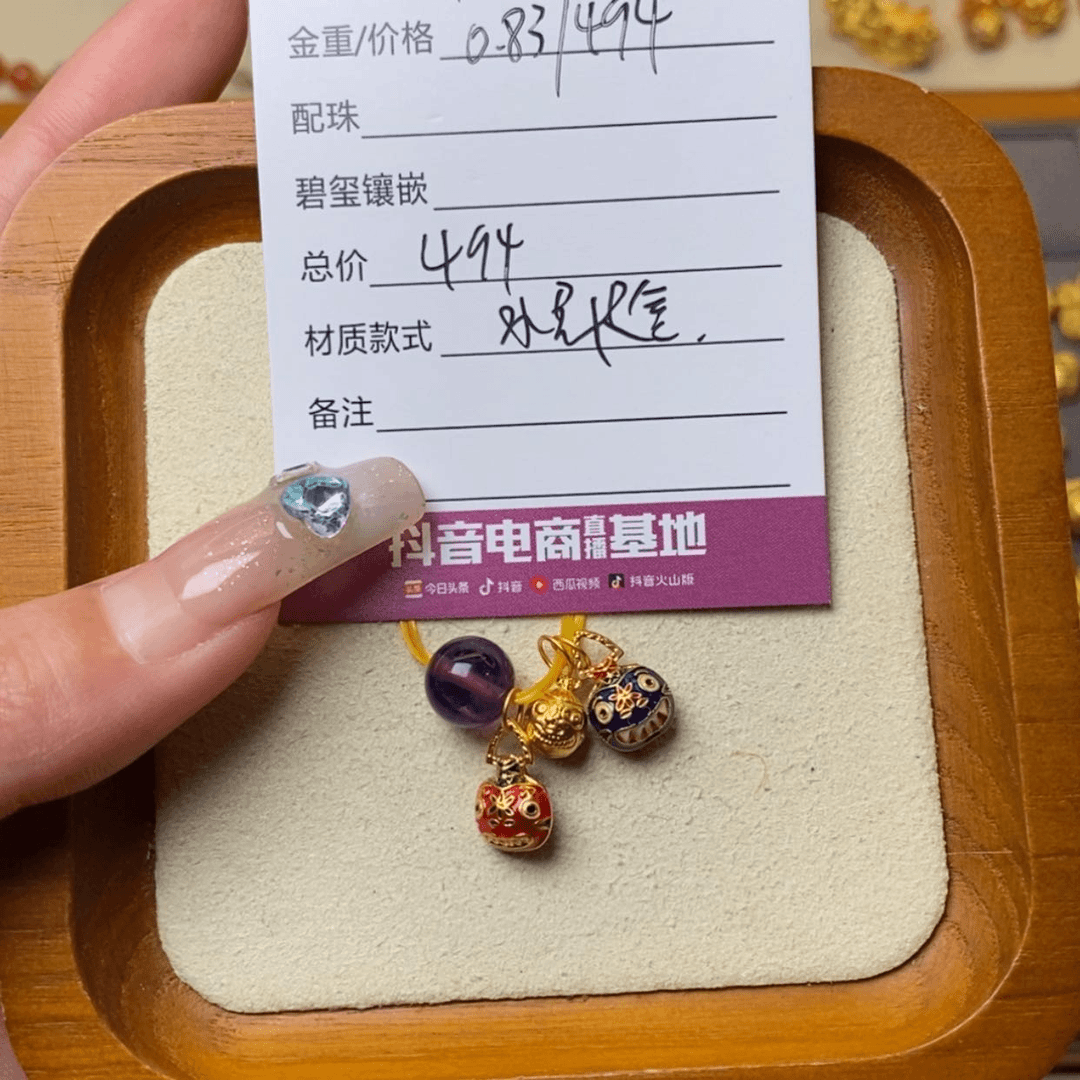 金重/价格 0.83/494
配珠
碧玺镶嵌
总价 494
材质款式
备注
抖音电商直播基地
今日头条 抖音 西瓜视频 抖音火山版